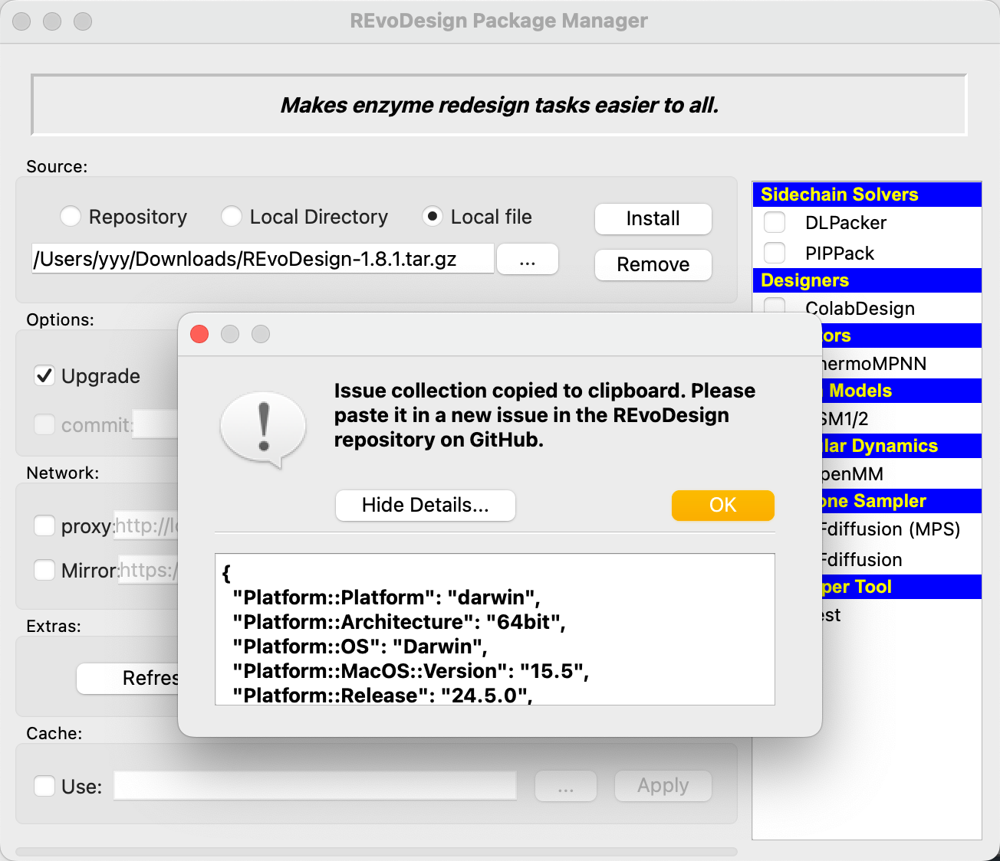 REvoDesign Package Manager
Makes enzyme redesign tasks easier to all.
Source:
Repository
Local Directory
Local file
Install
/Users/yyy/Downloads/REvoDesign-1.8.1.tar.gz
...
Remove
Options:
Upgrade
commit:
Network:
proxy:
http://l
Mirror:
https:/
Extras:
Refres
Cache:
Use:
...
Apply
Sidechain Solvers
DLPacker
PIPPack
Designers
ColabDesign
ors
hermoMPNN
Models
SM1/2
lar Dynamics
penMM
one Sampler
Fdiffusion (MPS)
Fdiffusion
per Tool
est
Issue collection copied to clipboard. Please
paste it in a new issue in the REvoDesign
repository on GitHub.
Hide Details...
OK
{
"Platform::Platform": "darwin",
"Platform::Architecture": "64bit",
"Platform::OS": "Darwin",
"Platform::MacOS::Version": "15.5",
"Platform::Release": "24.5.0",